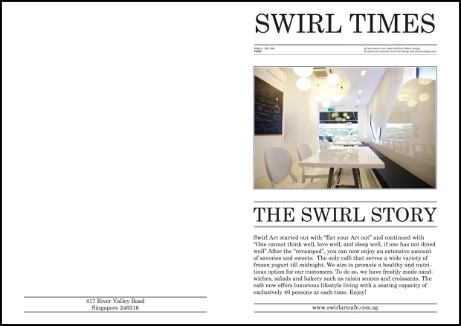 SWIRL TIMES
THE SWIRL STORY
Swirl Art started out with "Eat your Art out" and continued with
"One cannot think well, love well, and sleep well, if one has not dined
well" After the "revamped", you can now enjoy an extensive amount
of savories and sweets: The only café that serves a wide variety of
frozen yogurt till midnight. We aim to promote a healthy and nutri-
tious option for our customers. To do so, we have freshly made sand-
wiches, salads and bakery such as raisin scones and croissants. The
café now offers luxurious lifestyle living with a seating capacity of
exclusively 40 persons at each time. Enjoy!
417 River Valley Road
Singapore 248316
www.swirlartcafe.com.sg